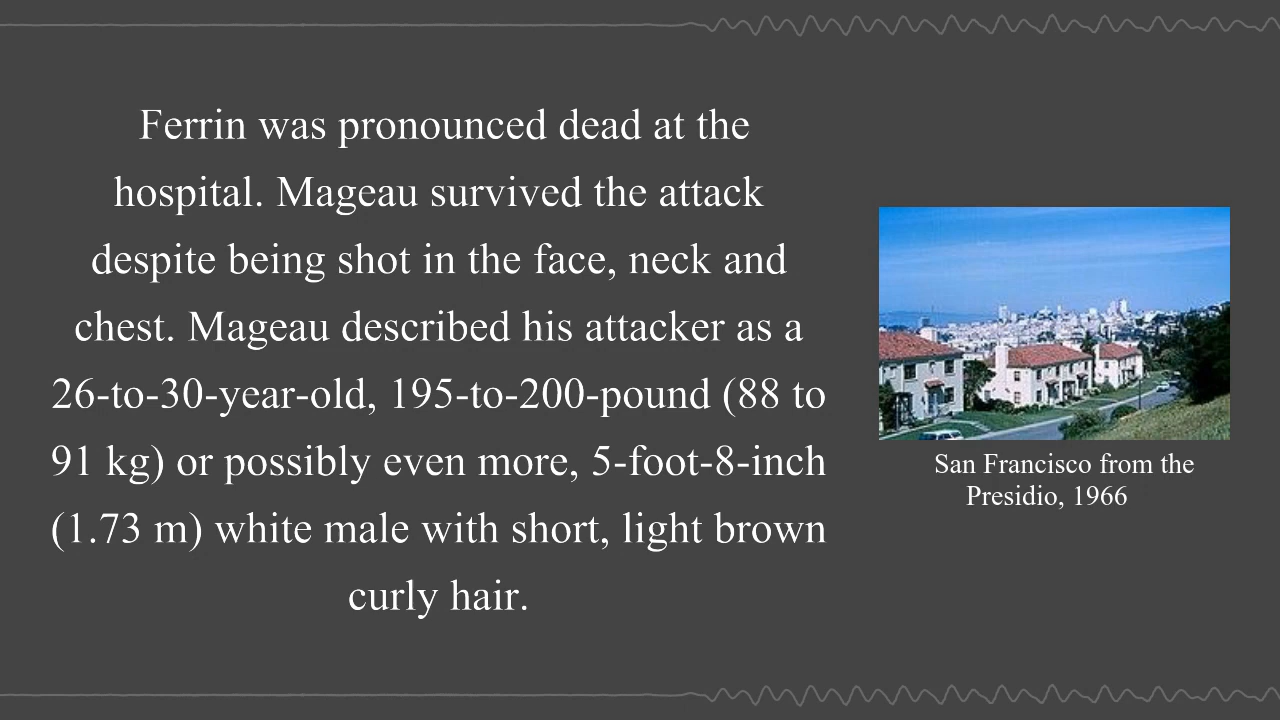 Ferrin was pronounced dead at the
hospital. Mageau survived the attack
despite being shot in the face, neck and
chest. Mageau described his attacker as a
26-to-30-year-old, 195-to-200-pound (88 to
91 kg) or possibly even more, 5-foot-8-inch
(1.73 m) white male with short, light brown
curly hair.
San Francisco from the
Presidio, 1966